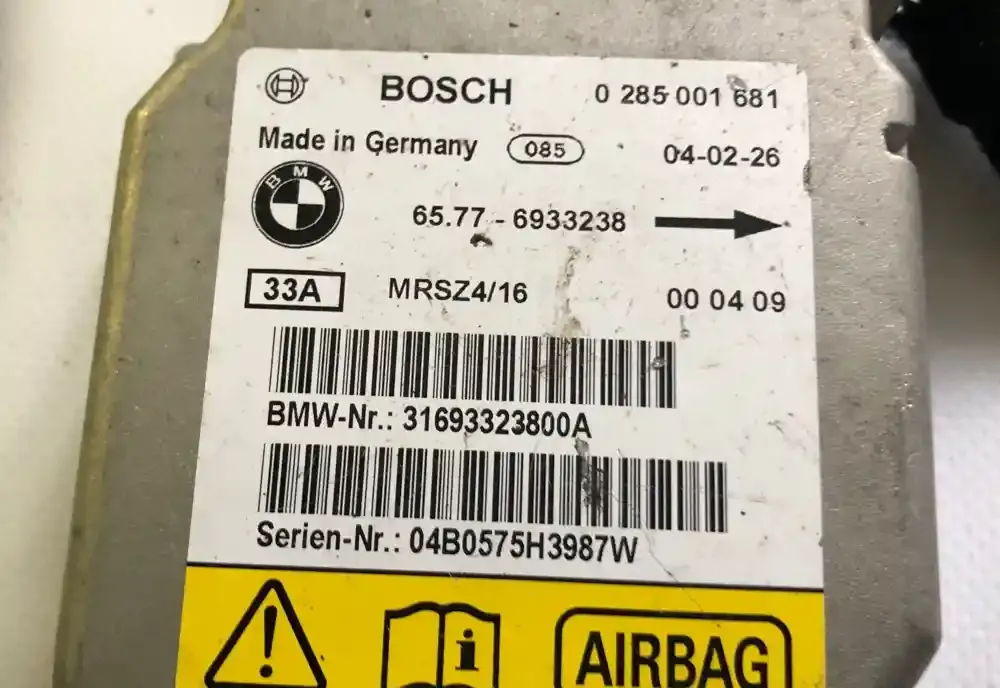 BOSCH 0 285 001 681
Made in Germany 085 04-02-26
BMW
65.77 - 6933238
33A MRSZ4/16 00 04 09
BMW-Nr.: 31693323800A
Serien-Nr.: 04B0575H3987W
AIRBAG